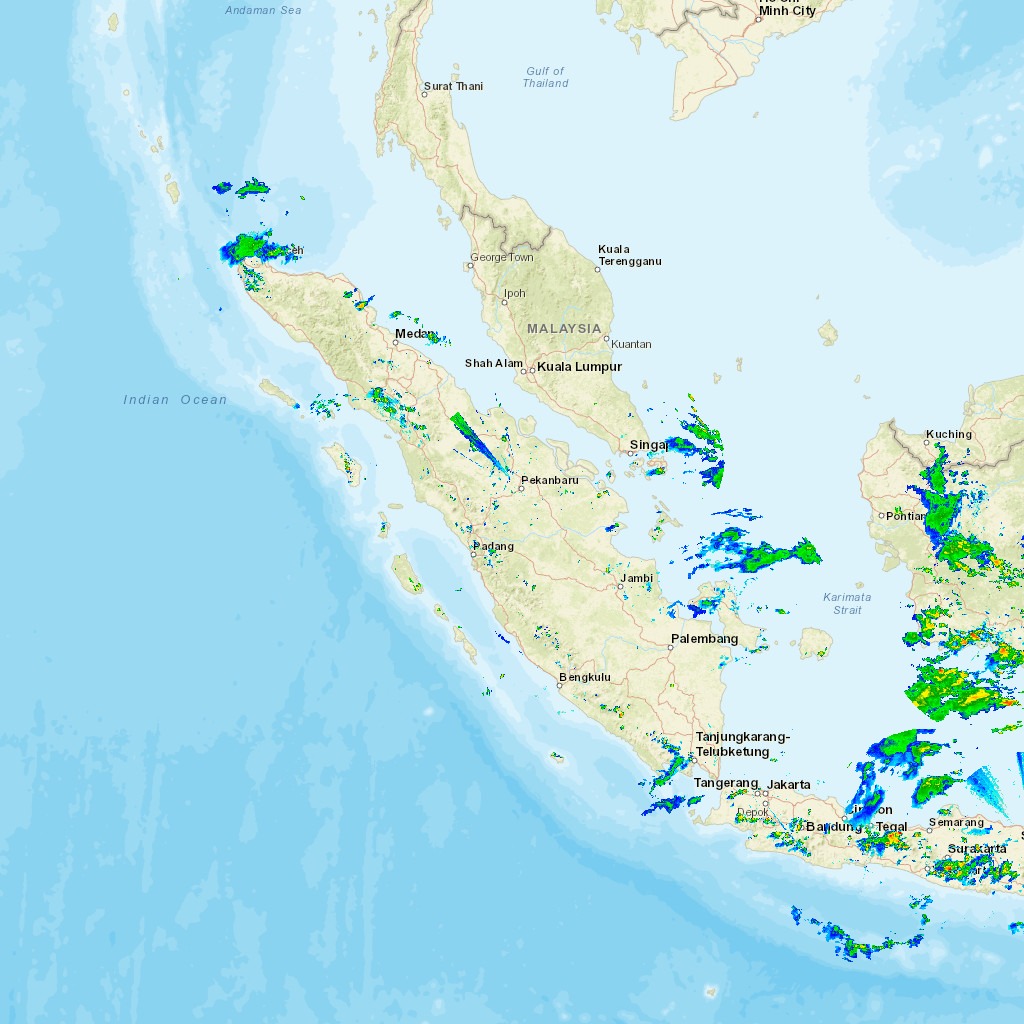 Andaman Sea
Minh City
Gulf of
Thailand
Surat Thani
Kuala
Terengganu
George Town
Ipoh
MALAYSIA
Kuantan
Medan
Shah Alam
Kuala Lumpur
Indian Ocean
Kuching
Singap
Pekanbaru
Pontian
Padang
Jambi
Karimata
Strait
Palembang
Bengkulu
Tanjungkarang-
Telubketung
Tangerang
Jakarta
Depok
Bandung
Tegal
Semarang
Surakarta